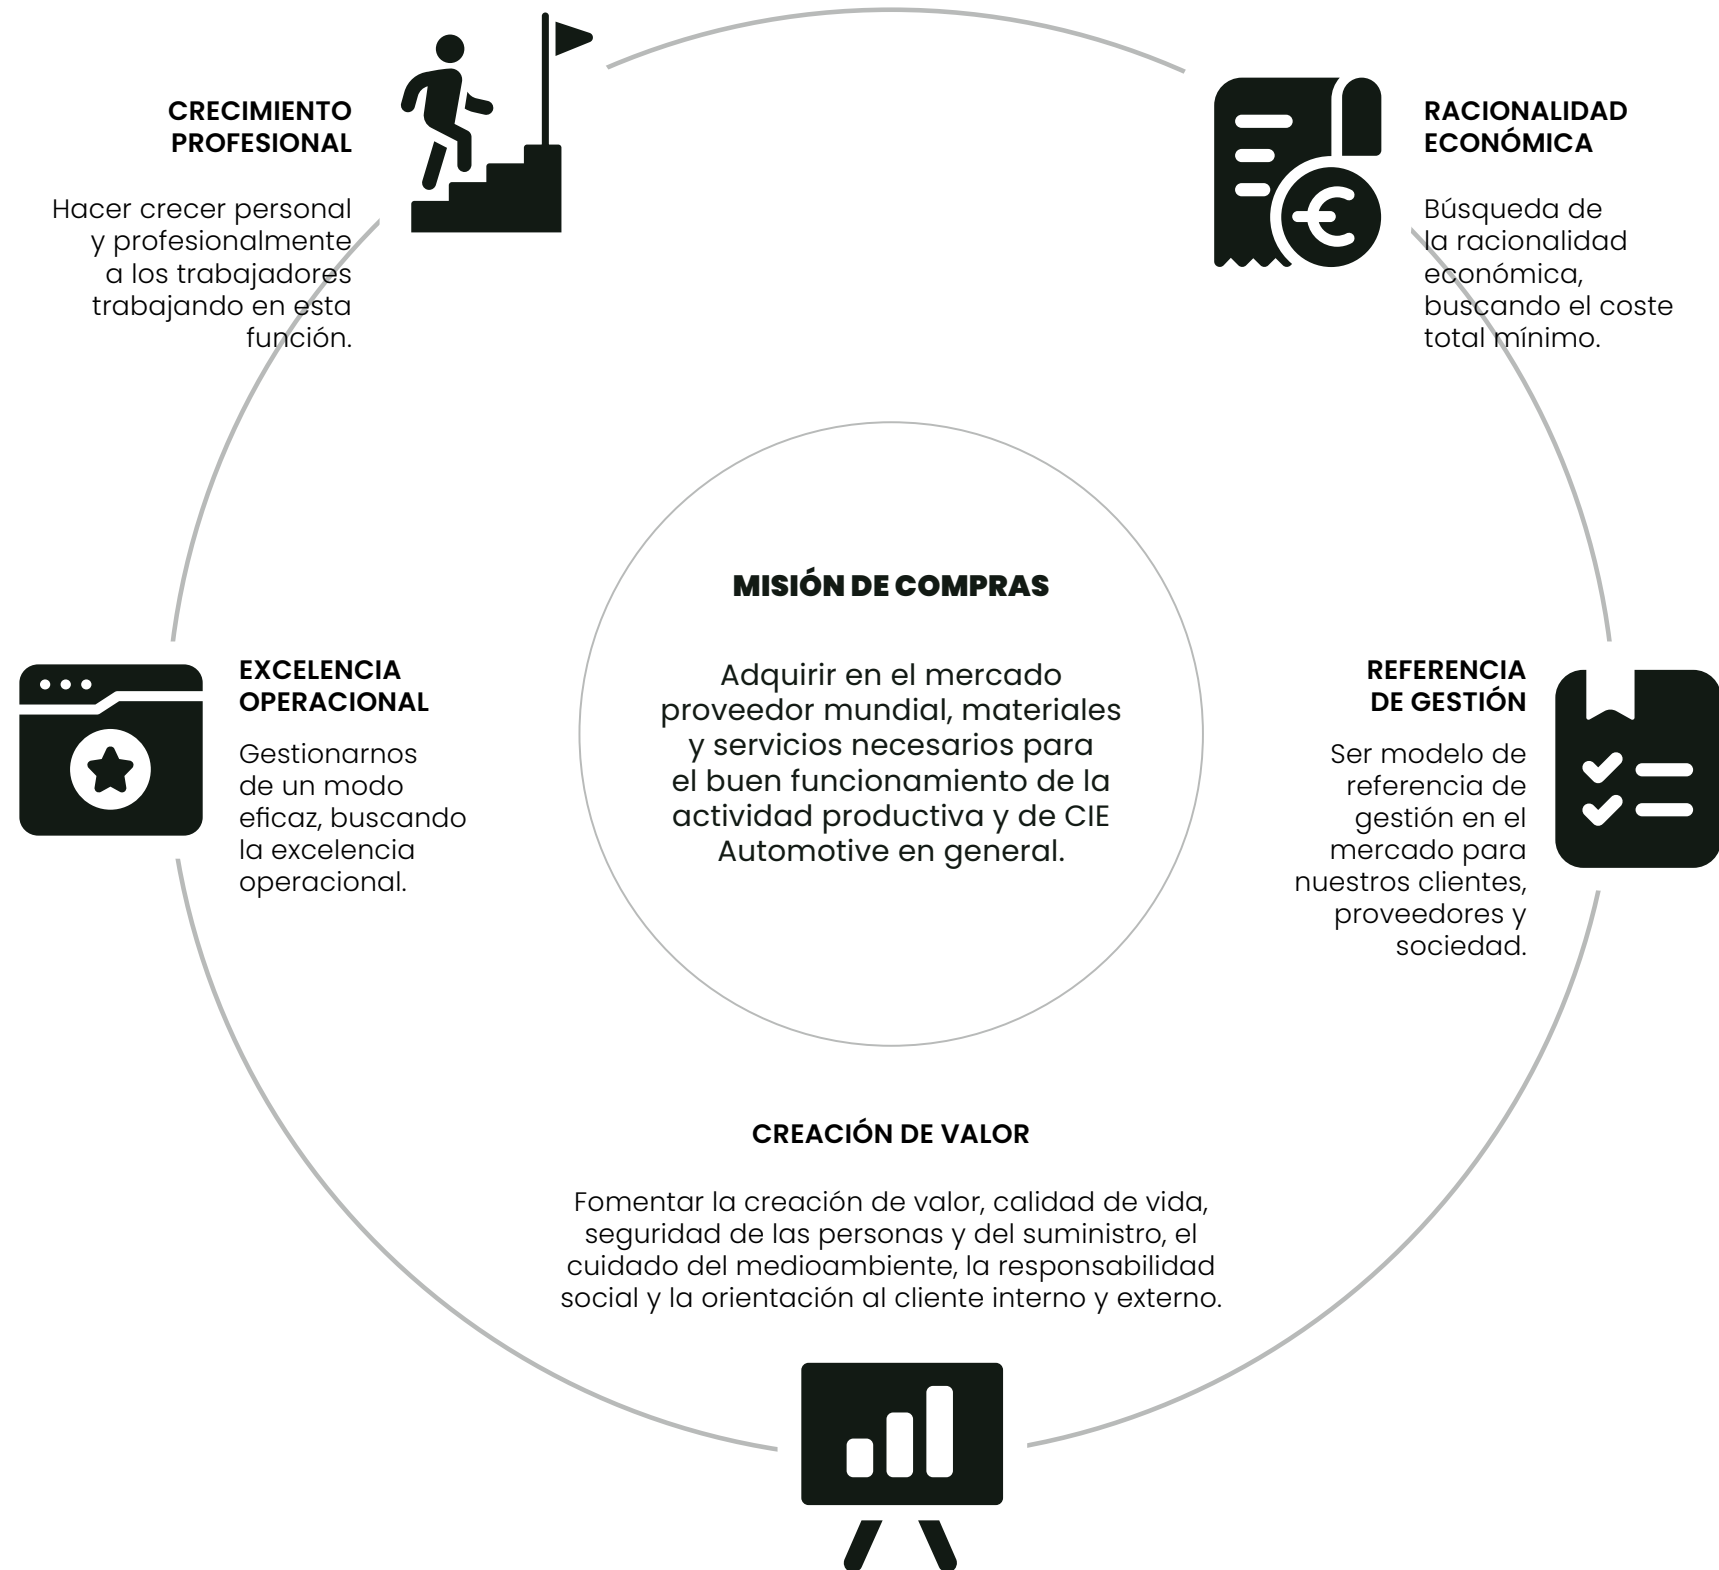 CRECIMIENTO
PROFESIONAL
Hacer crecer personal
y profesionalmente
a los trabajadores
trabajando en esta
función.
RACIONALIDAD
ECONÓMICA
Búsqueda de
la racionalidad
económica,
buscando el coste
total mínimo.
MISIÓN DE COMPRAS
Adquirir en el mercado
proveedor mundial, materiales
y servicios necesarios para
el buen funcionamiento de la
actividad productiva y de CIE
Automotive en general.
EXCELENCIA
OPERACIONAL
Gestionarnos
de un modo
eficaz, buscando
la excelencia
operacional.
REFERENCIA
DE GESTIÓN
Ser modelo de
referencia de
gestión en el
mercado para
nuestros clientes,
proveedores y
sociedad.
CREACIÓN DE VALOR
Fomentar la creación de valor, calidad de vida,
seguridad de las personas y del suministro, el
cuidado del medioambiente, la responsabilidad
social y la orientación al cliente interno y externo.